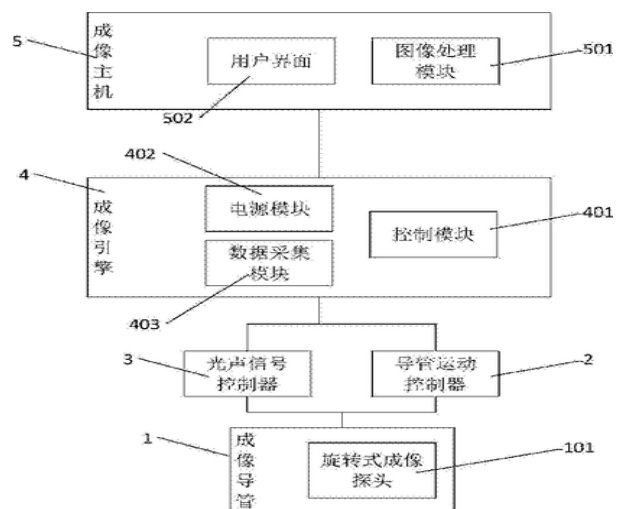 5
成像主机
用户界面
图像处理
模块
501
502
402
4
成像引擎
电源模块
数据采集
模块
控制模块
401
403
3
光声信号
控制器
导管运动
控制器
2
1
成像导管
旋转式成像
探头
101